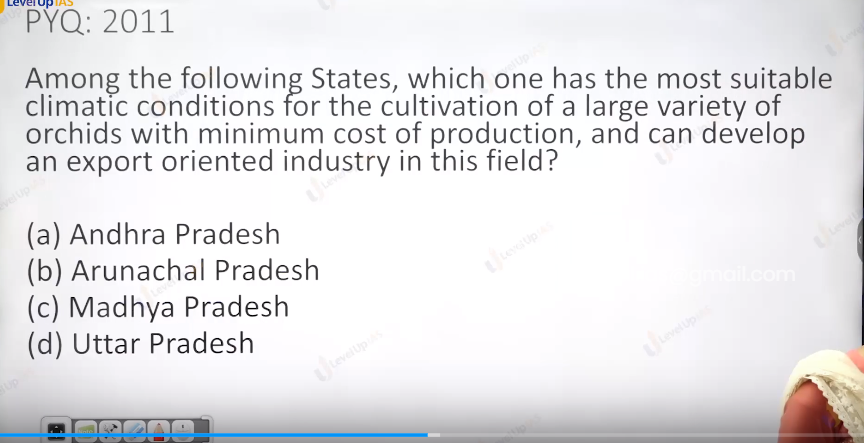 LevelUp IAS
PYQ: 2011
Among the following States, which one has the most suitable
climatic conditions for the cultivation of a large variety of
orchids with minimum cost of production, and can develop
an export oriented industry in this field?
(a) Andhra Pradesh
(b) Arunachal Pradesh
gmail.com
(c) Madhya Pradesh
(d) Uttar Pradesh